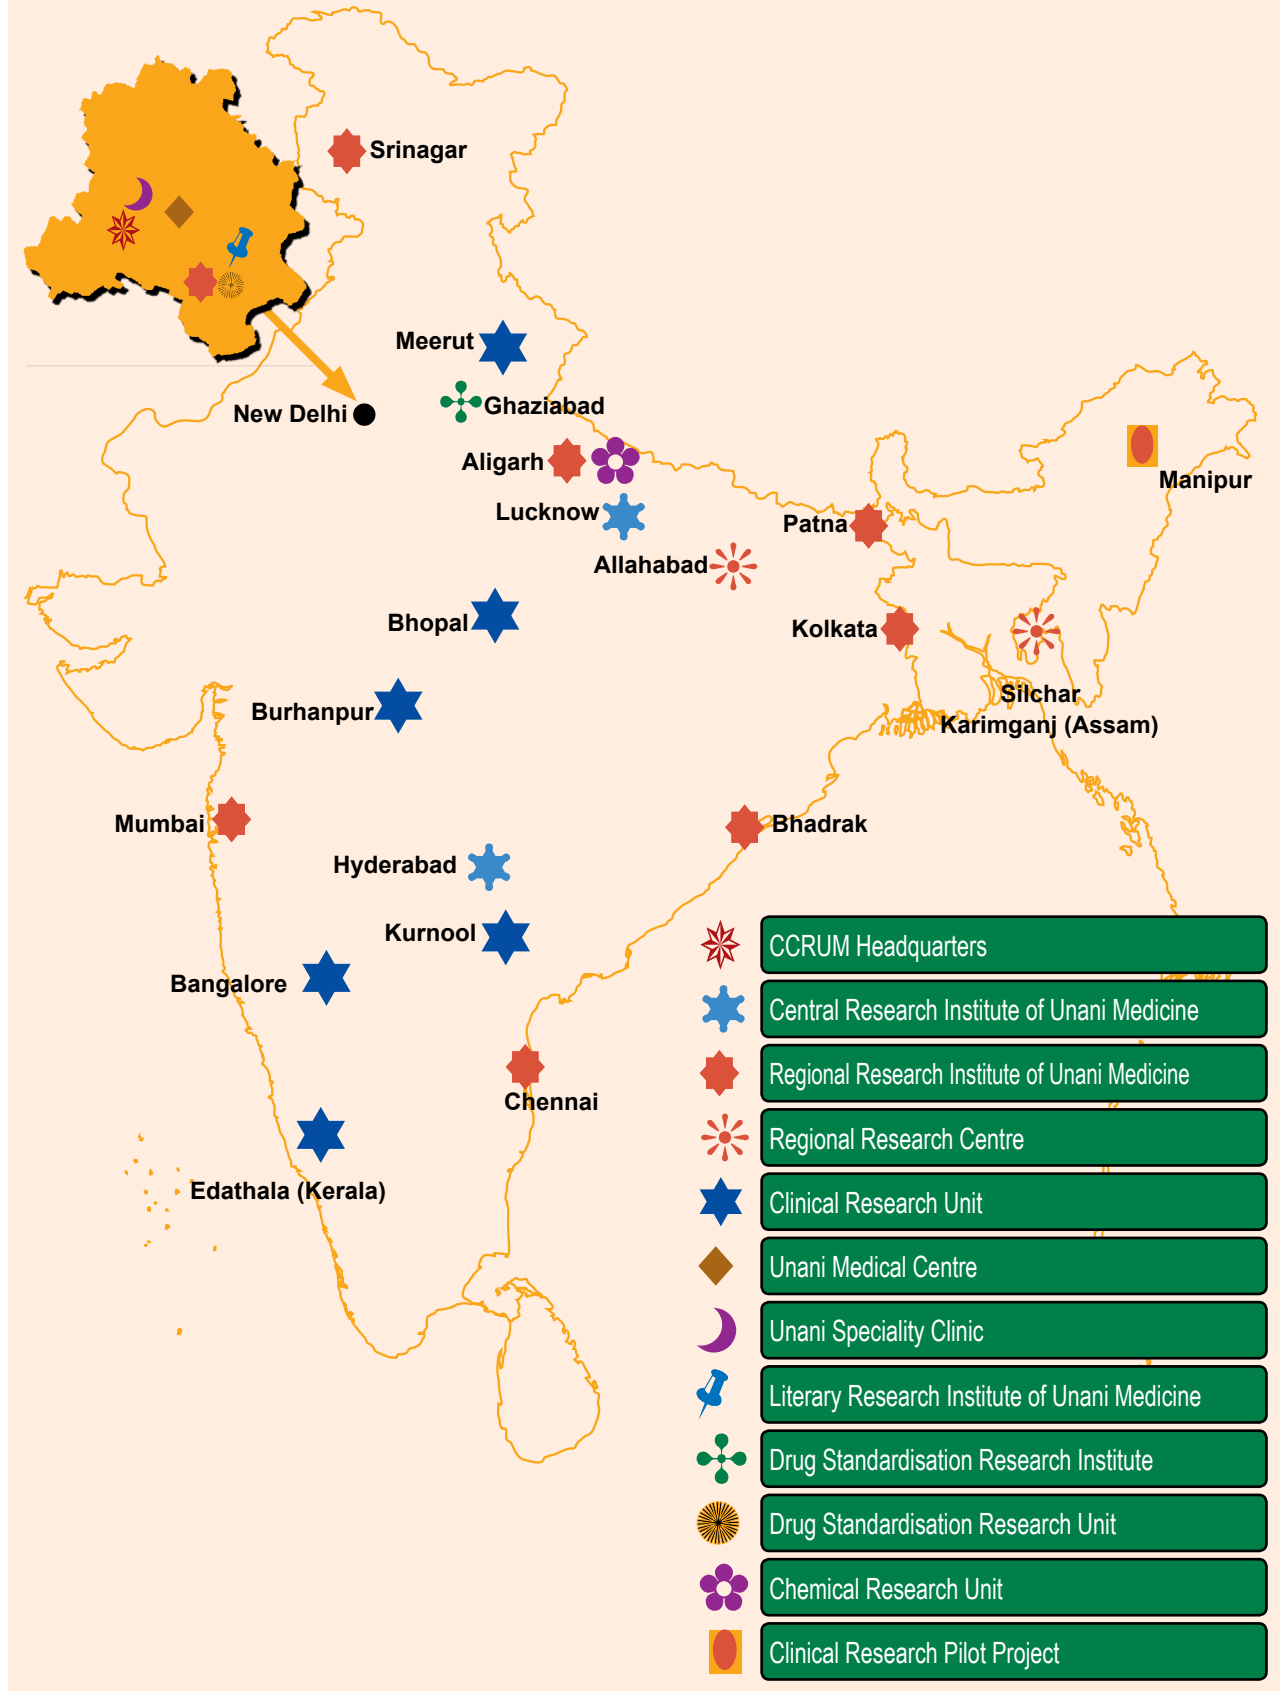 Srinagar
Meerut
Ghaziabad
New Delhi
Aligarh
Manipur
Lucknow
Patna
Allahabad
Bhopal
Kolkata
Silchar
Karimganj (Assam)
Burhanpur
Mumbai
Bhadrak
Hyderabad
Kurnool
Bangalore
Chennai
Edathala (Kerala)
CCRUM Headquarters
Central Research Institute of Unani Medicine
Regional Research Institute of Unani Medicine
Regional Research Centre
Clinical Research Unit
Unani Medical Centre
Unani Speciality Clinic
Literary Research Institute of Unani Medicine
Drug Standardisation Research Institute
Drug Standardisation Research Unit
Chemical Research Unit
Clinical Research Pilot Project